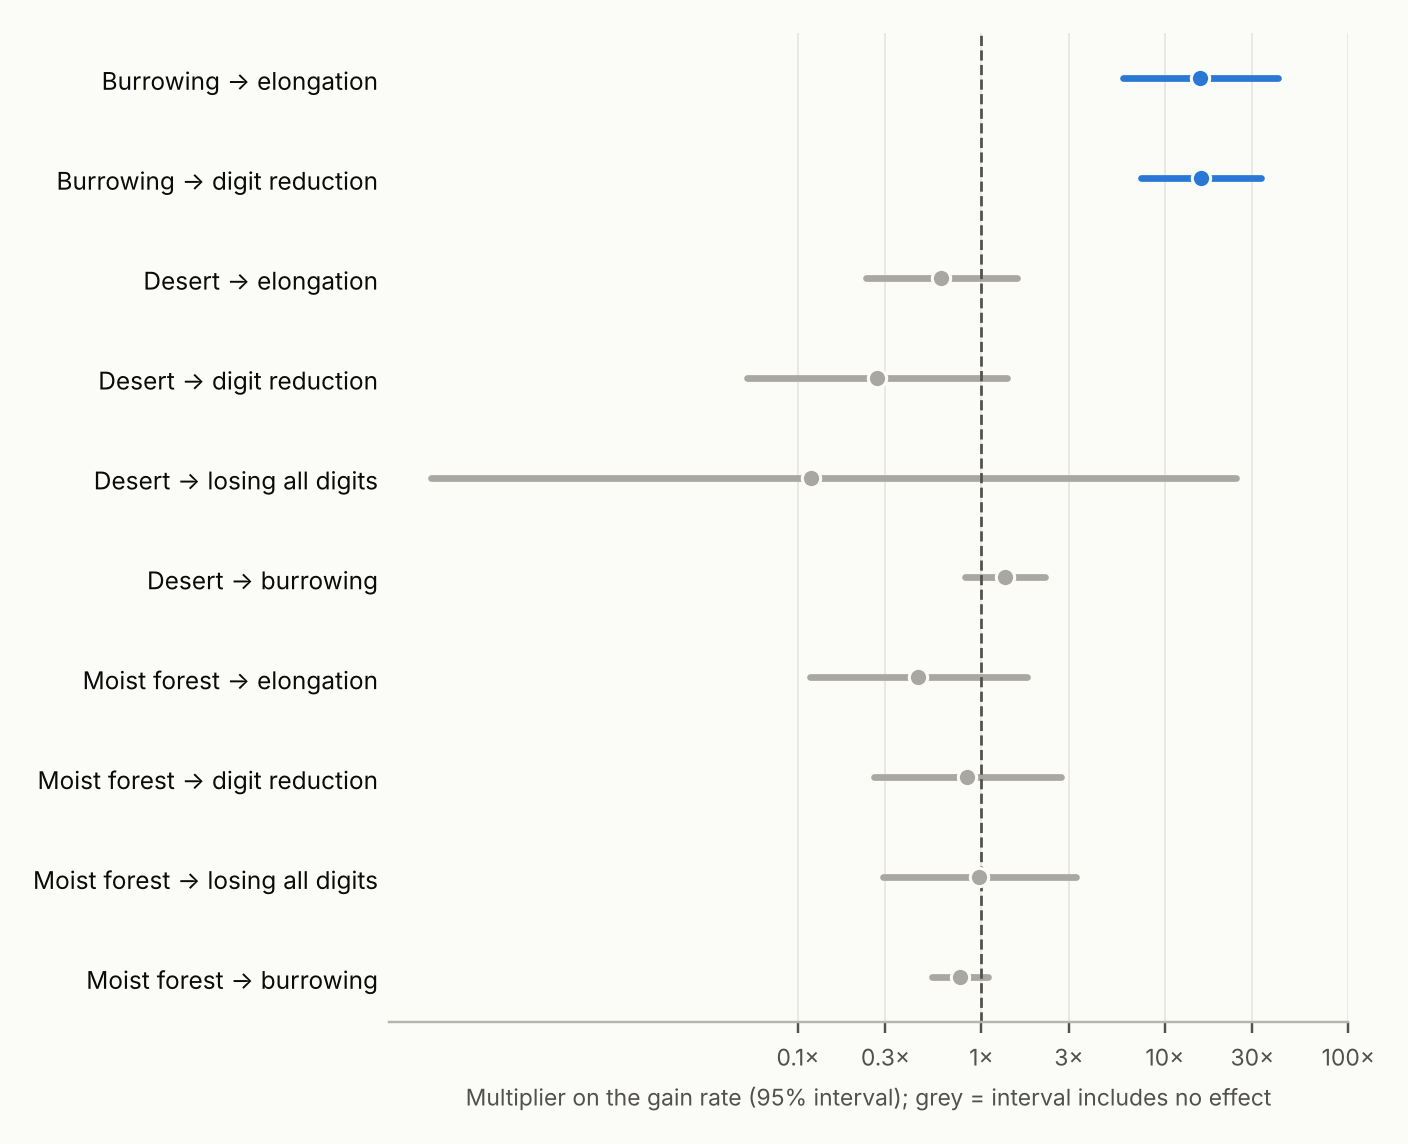 Burrowing → elongation
Burrowing → digit reduction
Desert → elongation
Desert → digit reduction
Desert → losing all digits
Desert → burrowing
Moist forest → elongation
Moist forest → digit reduction
Moist forest → losing all digits
Moist forest → burrowing
0.1× 0.3× 1× 3× 10× 30× 100×
Multiplier on the gain rate (95% interval); grey = interval includes no effect